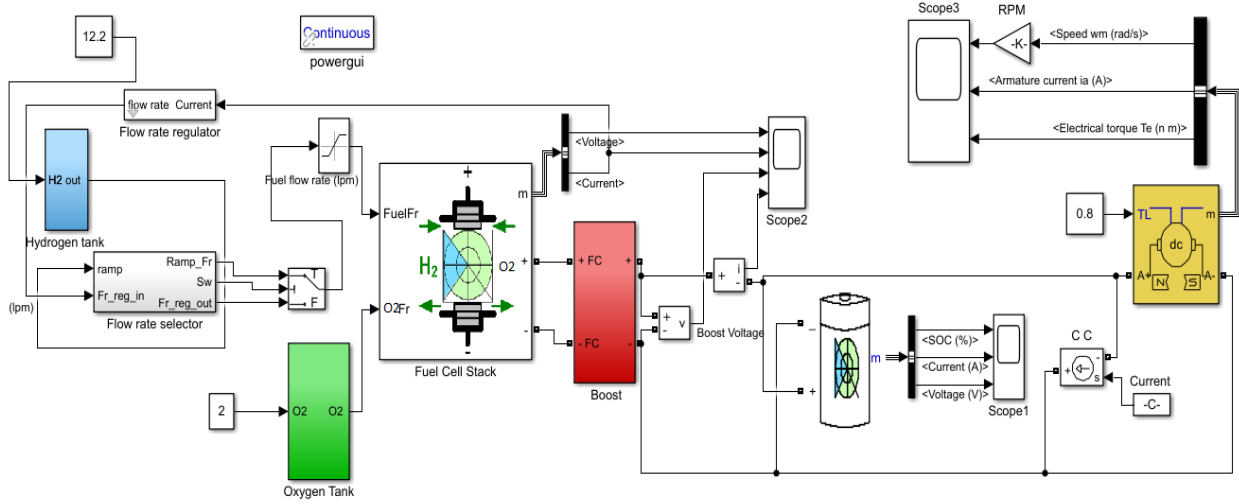 Scope3
RPM
12.2
Continuous
powergui
-K-
<Speed wm (rad/s)>
<Armature current ia (A)>
<Electrical torque Te (n m)>
flow rate Current
Flow rate regulator
H2 out
Hydrogen tank
Fuel flow rate (lpm)
<Voltage>
<Current>
Scope2
+
m
FuelFr
H2
O2
+
O2Fr
-
-
Fuel Cell Stack
ramp
Ramp_Fr
Sw
Fr_reg_in
Fr_reg_out
(lpm)
Flow rate selector
T
F
+ FC
+
- FC
-
Boost
+
-
i
+
-
v
Boost Voltage
0.8
TL
m
dc
A+
A-
N
S
–
+
m
<SOC (%)>
<Current (A)>
<Voltage (V)>
Scope1
C C
-
+
s
Current
-C-
2
O2
O2
Oxygen Tank